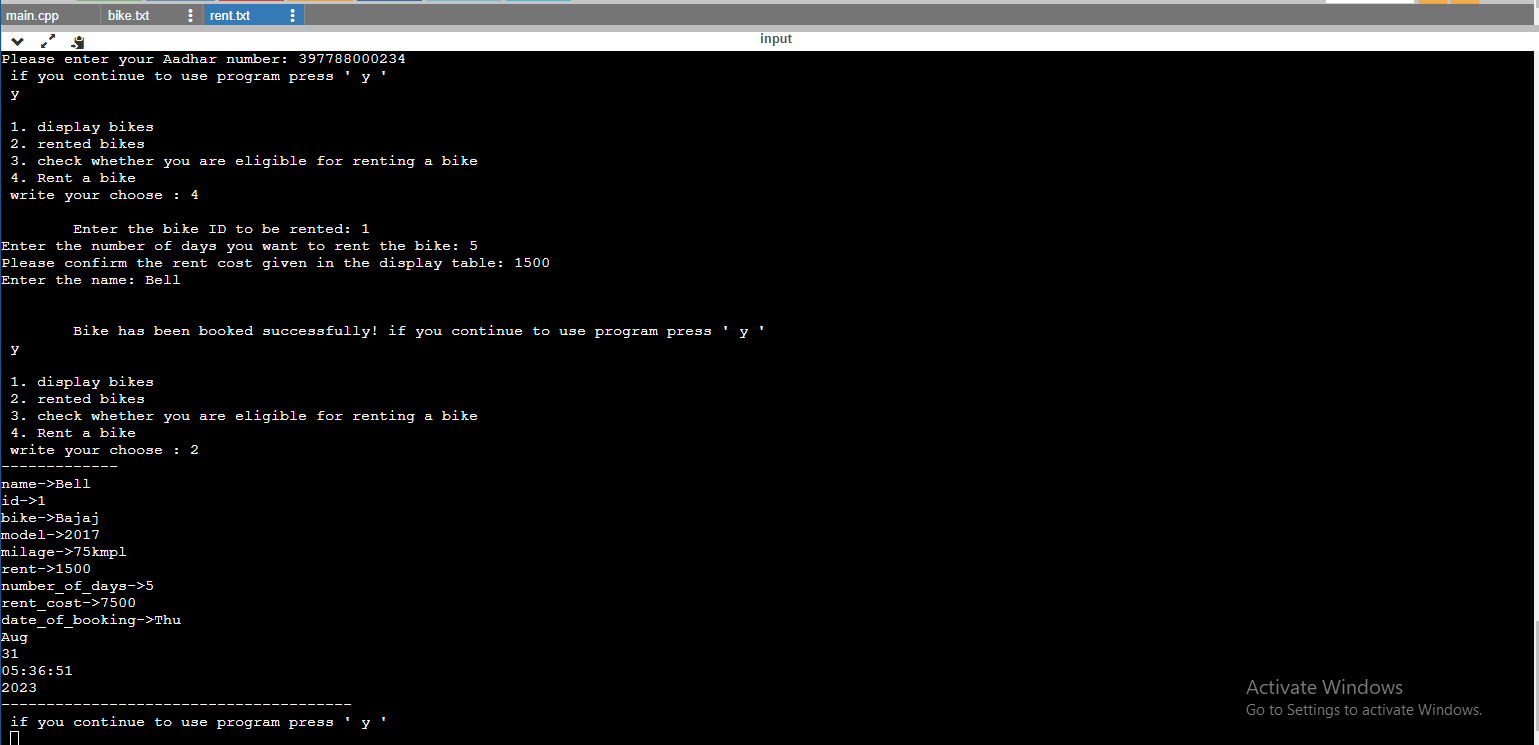 main.cpp bike.txt rent.txt
input
Please enter your Aadhar number: 397788000234
if you continue to use program press ' y '
y
1. display bikes
2. rented bikes
3. check whether you are eligible for renting a bike
4. Rent a bike
write your choose : 4
Enter the bike ID to be rented: 1
Enter the number of days you want to rent the bike: 5
Please confirm the rent cost given in the display table: 1500
Enter the name: Bell
Bike has been booked successfully! if you continue to use program press ' y '
y
1. display bikes
2. rented bikes
3. check whether you are eligible for renting a bike
4. Rent a bike
write your choose : 2
-------------
name->Bell
id->1
bike->Bajaj
model->2017
milage->75kmpl
rent->1500
number_of_days->5
rent_cost->7500
date_of_booking->Thu
Aug
31
05:36:51
2023
---------------------------------------
if you continue to use program press ' y '
Activate Windows
Go to Settings to activate Windows.